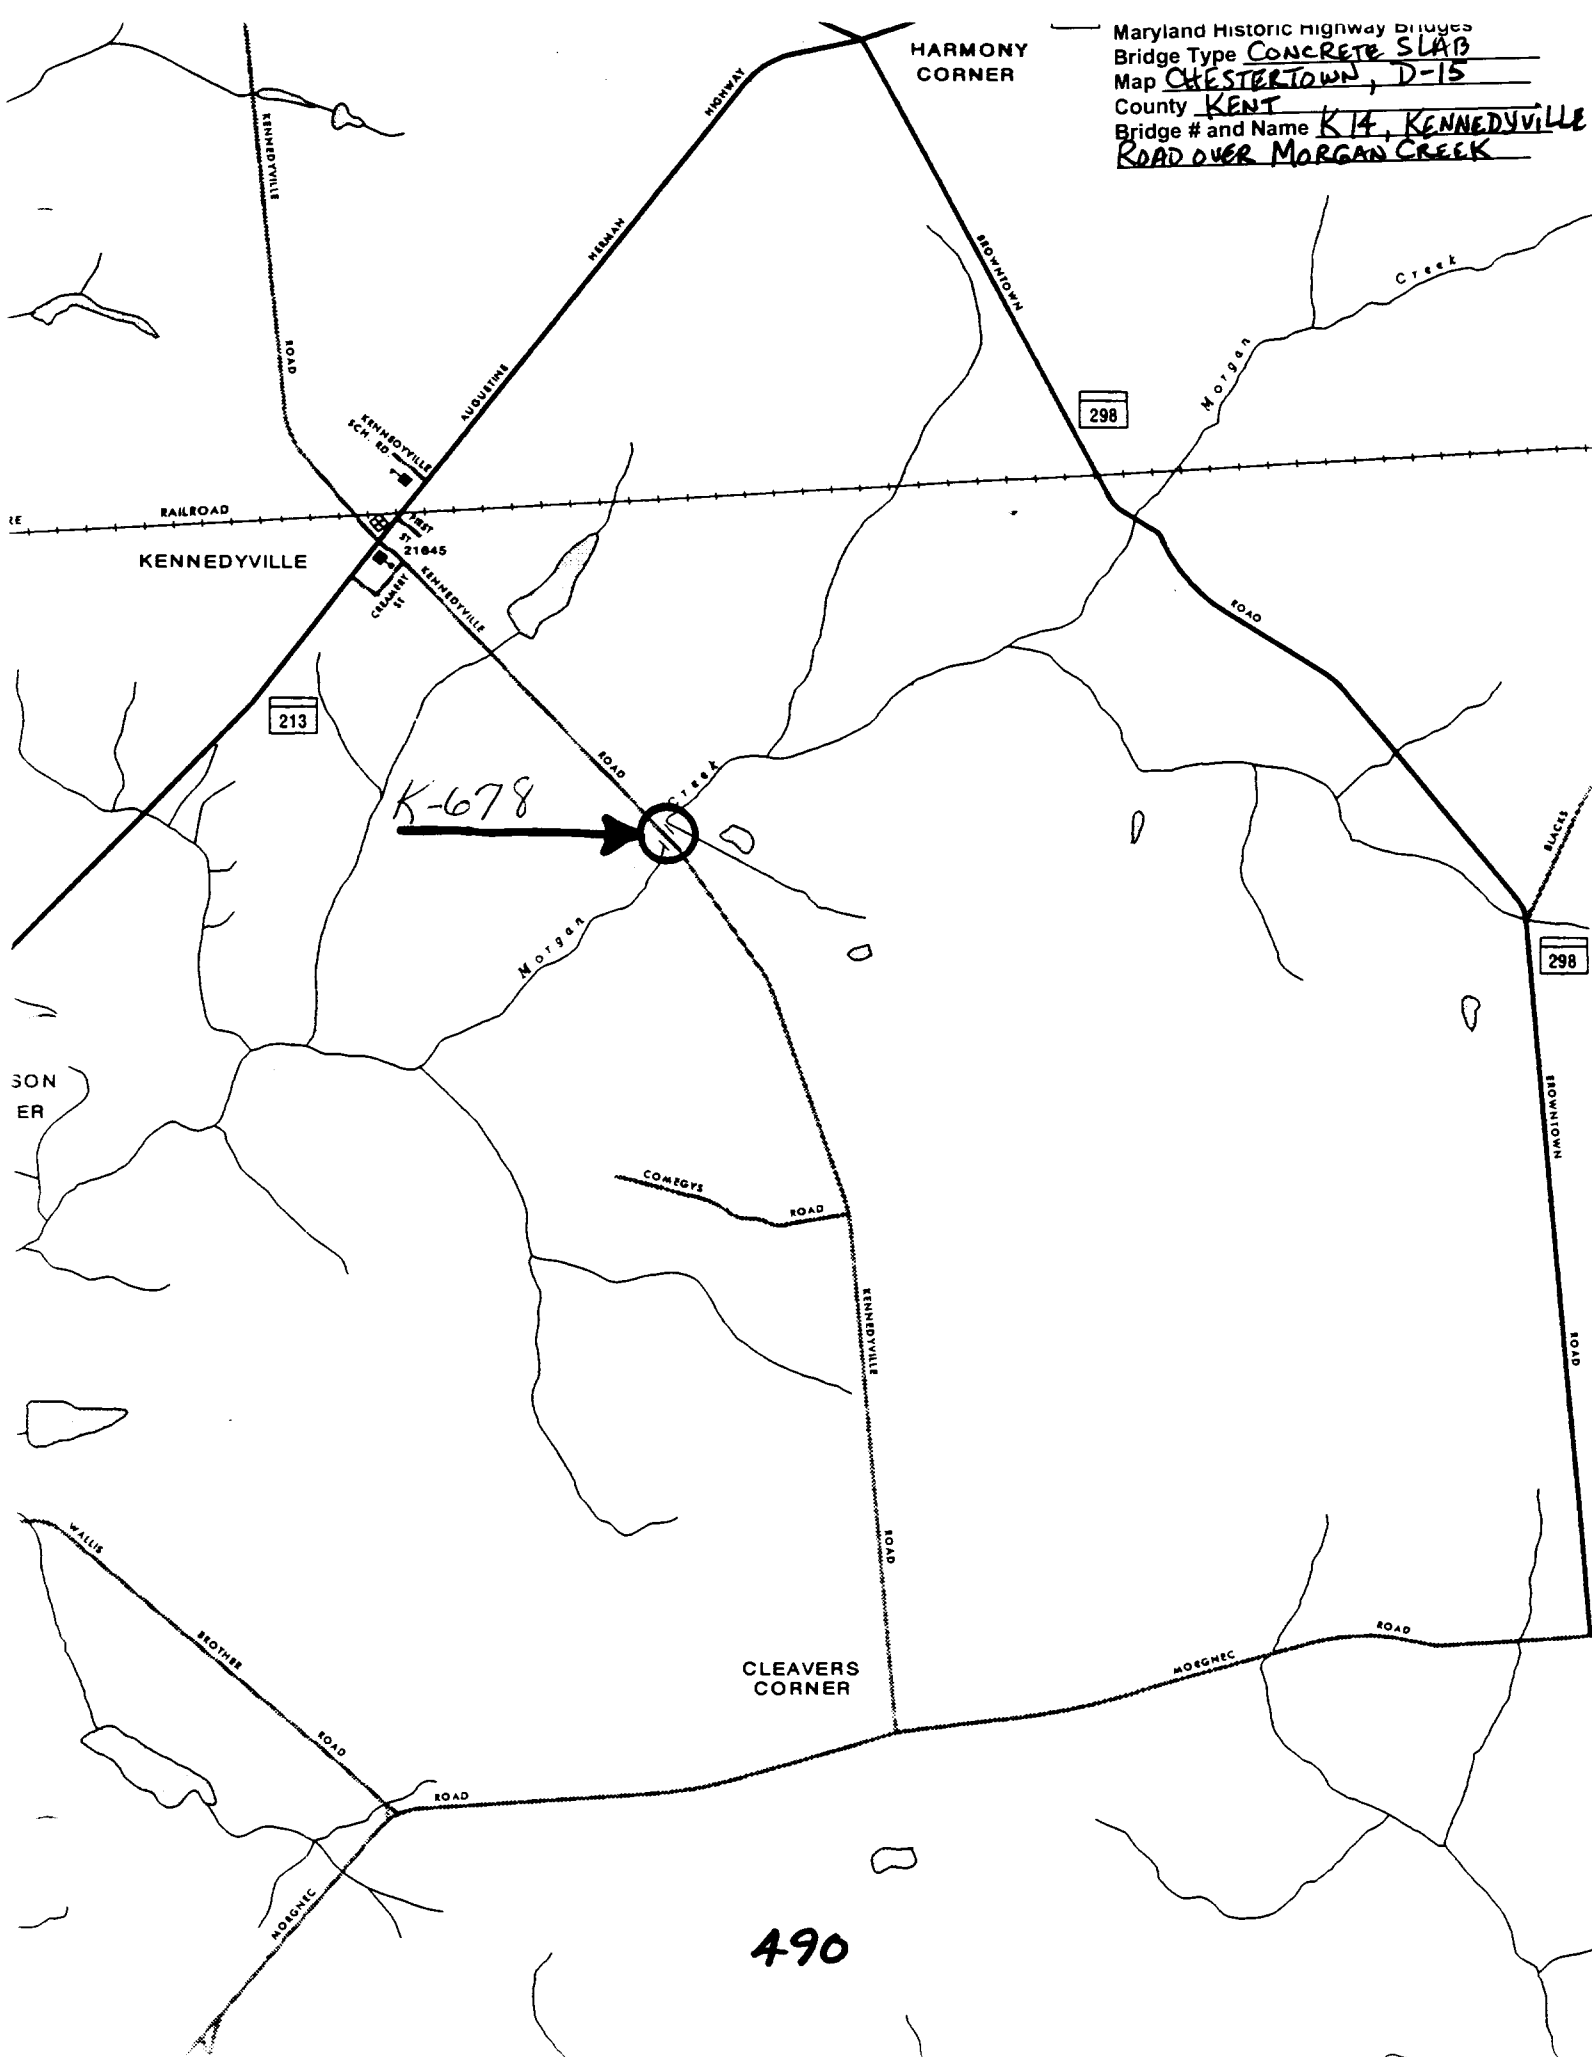 Maryland Historic Highway Bridges
Bridge Type CONCRETE SLAB
Map CHESTERTOWN, D-15
County KENT
Bridge # and Name K14, KENNEDYVILLE
ROAD OVER MORGAN CREEK
HARMONY
CORNER
HIGHWAY
HERMAN
AUGUSTINE
KENNEDYVILLE
ROAD
BROWNTOWN
Creek
Morgan
298
KENNEDYVILLE
SCH. RD.
RE
RAILROAD
FIRST
ST
21645
KENNEDYVILLE
CREAMERY
ST
KENNEDYVILLE
ROAD
213
ROAD
Creek
K-678
BLACKS
Morgan
298
SON
ER
BROWNTOWN
COMEGYS
ROAD
KENNEDYVILLE
ROAD
ROAD
WALLIS
BROTHER
ROAD
CLEAVERS
CORNER
MORGNEC
ROAD
ROAD
MORGNEC
490